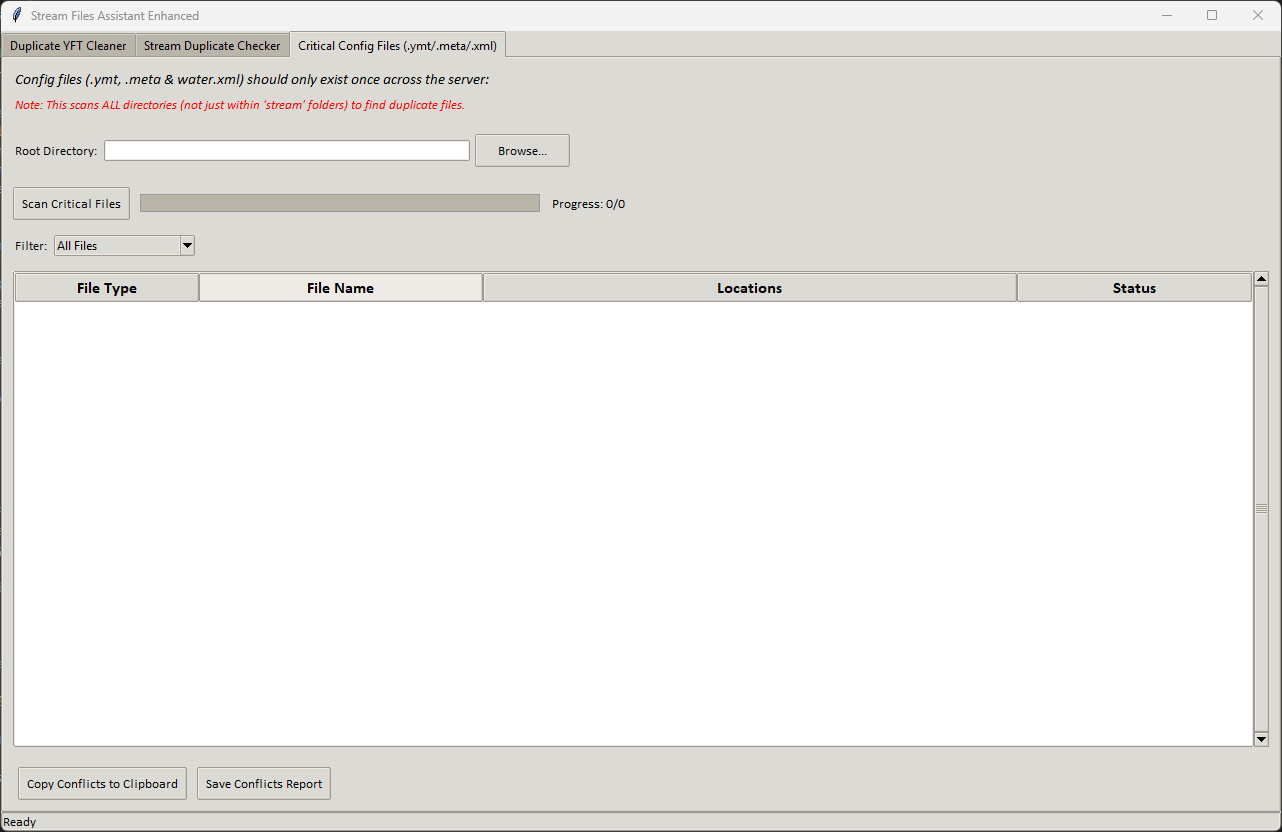 Stream Files Assistant Enhanced
Duplicate YFT Cleaner Stream Duplicate Checker Critical Config Files (.ymt/.meta/.xml)
Config files (.ymt, .meta & water.xml) should only exist once across the server:
Note: This scans ALL directories (not just within 'stream' folders) to find duplicate files.
Root Directory: Browse...
Scan Critical Files Progress: 0/0
Filter: All Files
File Type File Name Locations Status
Copy Conflicts to Clipboard Save Conflicts Report
Ready